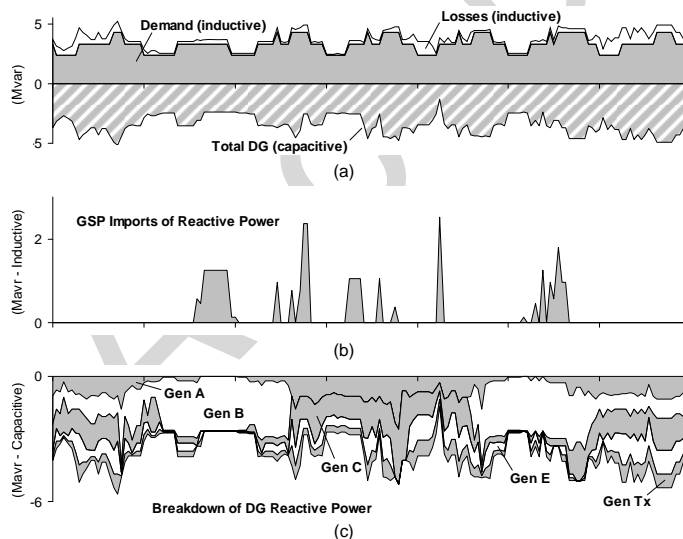 5
Demand (inductive)
Losses (inductive)
(Mvar)
0
Total DG (capacitive)
-5
(a)
GSP Imports of Reactive Power
2
(Mavr - Inductive)
0
(b)
0
Gen A
Gen B
(Mavr - Capacitive)
Gen C
Gen E
Gen Tx
-6
Breakdown of DG Reactive Power
(c)